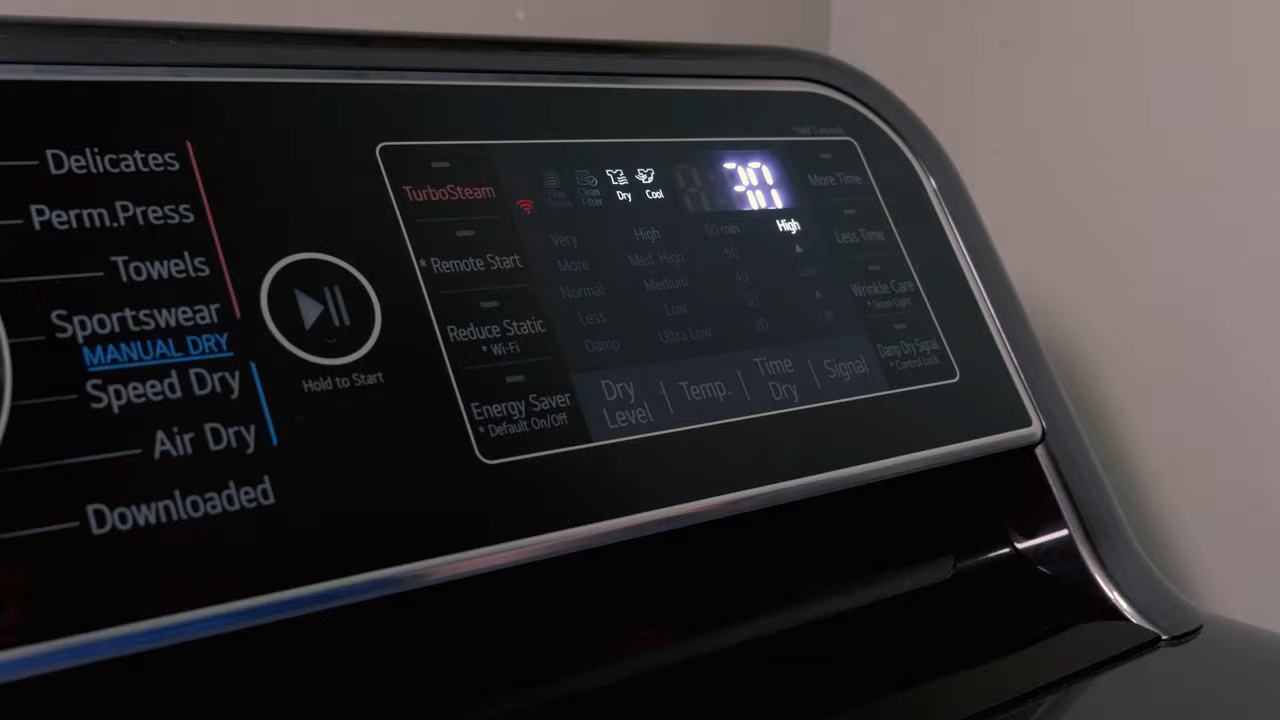 Delicates
Perm.Press
Towels
Sportswear
MANUAL DRY
Speed Dry
Air Dry
Downloaded
Hold to Start
TurboSteam
* Remote Start
Reduce Static
* Wi-Fi
Energy Saver
* Default On/Off
Clean
Filter
Dry
Cool
Very
More
Normal
Less
Damp
High
Med. High
Medium
Low
Ultra Low
60 min
50
40
30
20
High
Dry
Level
Temp.
Time
Dry
Signal
More Time
Less Time
Wrinkle Care
* Drum Light
Damp Dry Signal
* Control Lock